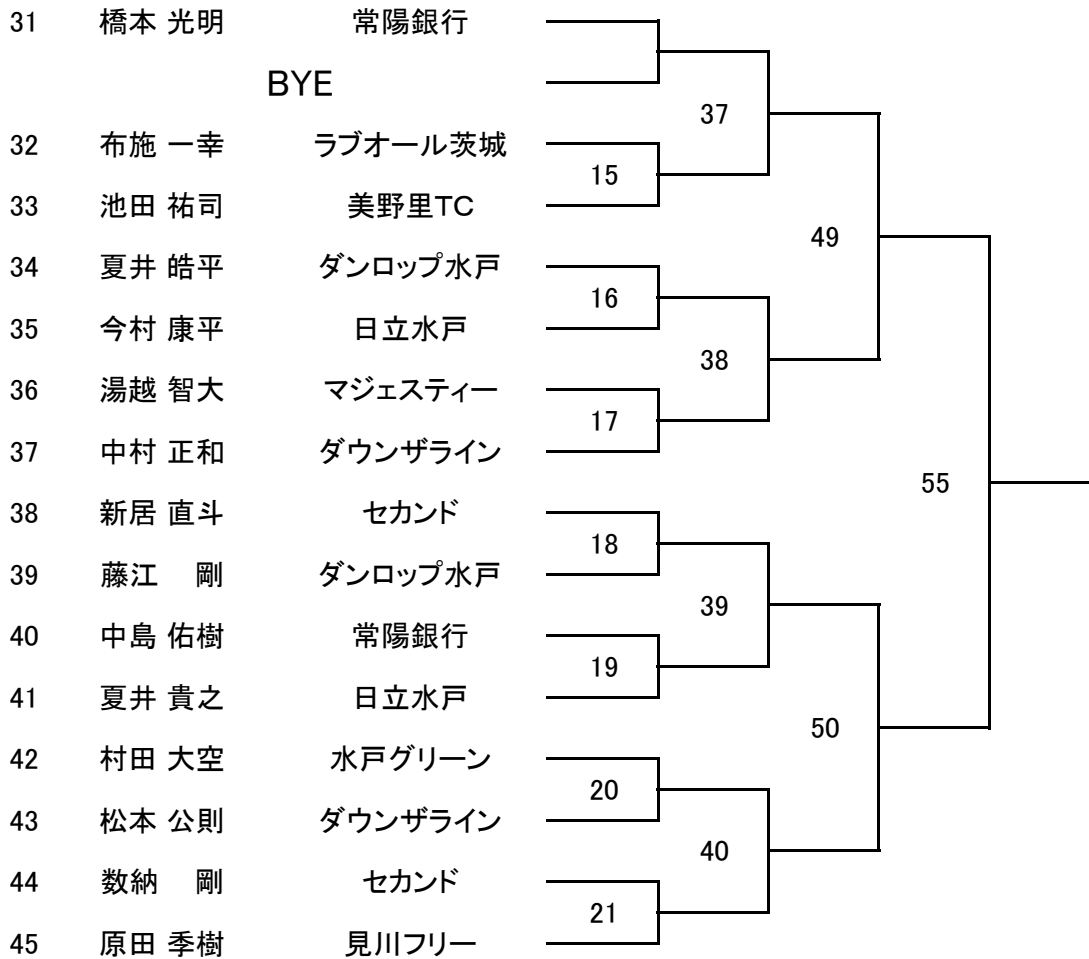 31 橋本 光明 常陽銀行
BYE
37
32 布施 一幸 ラブオール茨城
15
33 池田 祐司 美野里TC
49
34 夏井 皓平 ダンロップ水戸
16
35 今村 康平 日立水戸
38
36 湯越 智大 マジェスティー
17
37 中村 正和 ダウンザライン
55
38 新居 直斗 セカンド
18
39 藤江 剛 ダンロップ水戸
39
40 中島 佑樹 常陽銀行
19
41 夏井 貴之 日立水戸
50
42 村田 大空 水戸グリーン
20
43 松本 公則 ダウンザライン
40
44 数納 剛 セカンド
21
45 原田 季樹 見川フリー